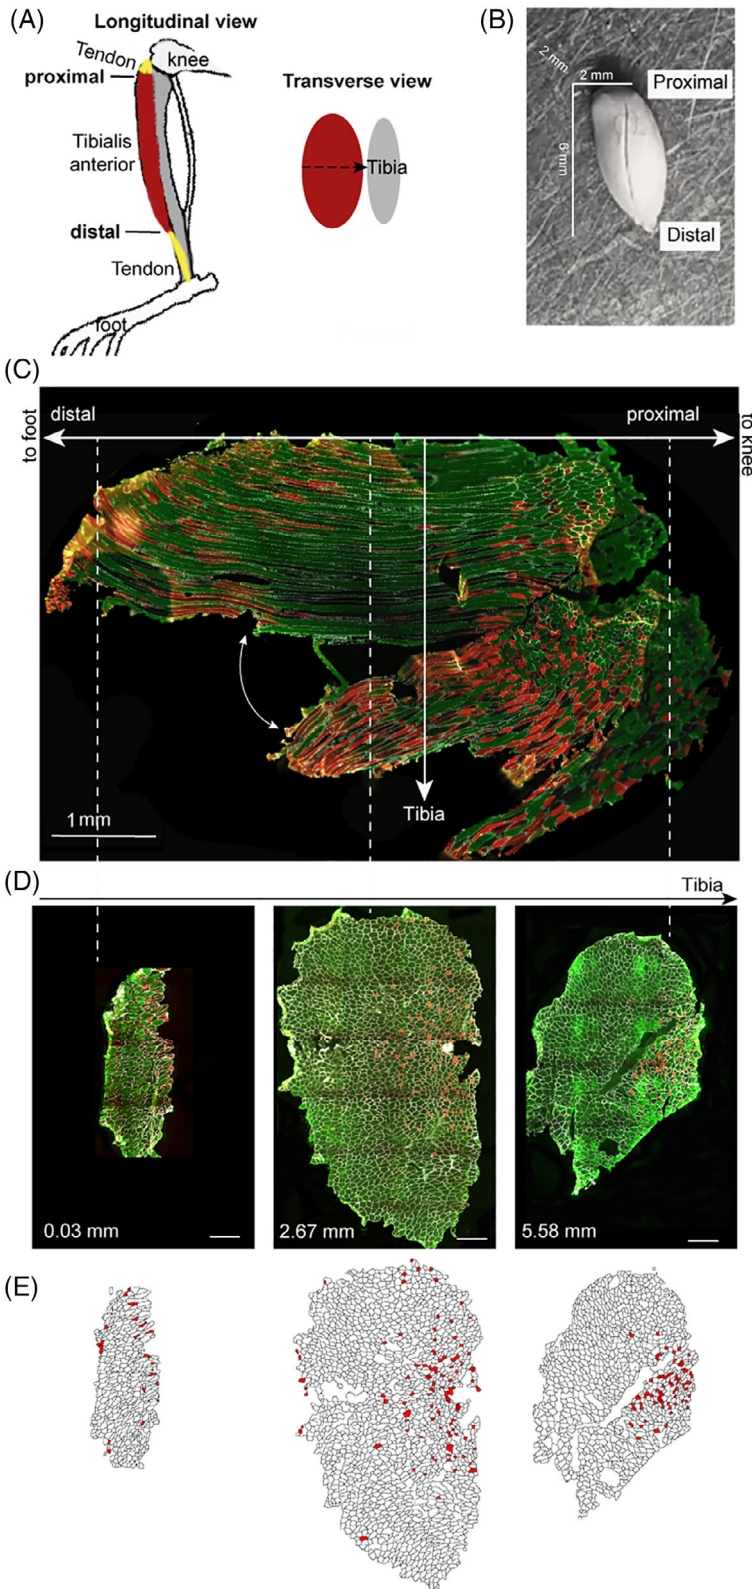 (A)
Longitudinal view
Tendon
knee
proximal
Tibialis
anterior
distal
Tendon
foot
Transverse view
Tibia
(B)
2 mm
2 mm
Proximal
6 mm
Distal
(C)
to foot
distal
proximal
to knee
Tibia
1 mm
(D)
Tibia
0.03 mm
2.67 mm
5.58 mm
(E)